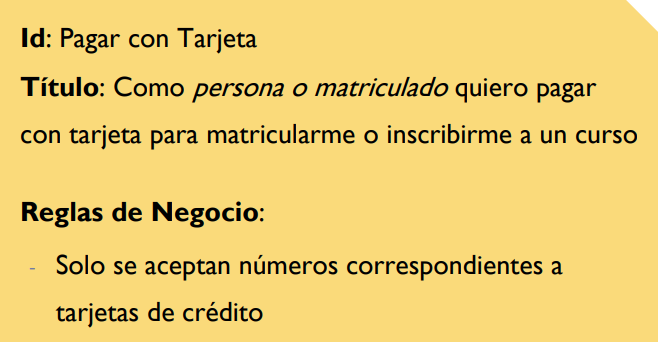 Id: Pagar con Tarjeta
Título: Como persona o matriculado quiero pagar
con tarjeta para matricularme o inscribirme a un curso
Reglas de Negocio:
- Solo se aceptan números correspondientes a
tarjetas de crédito